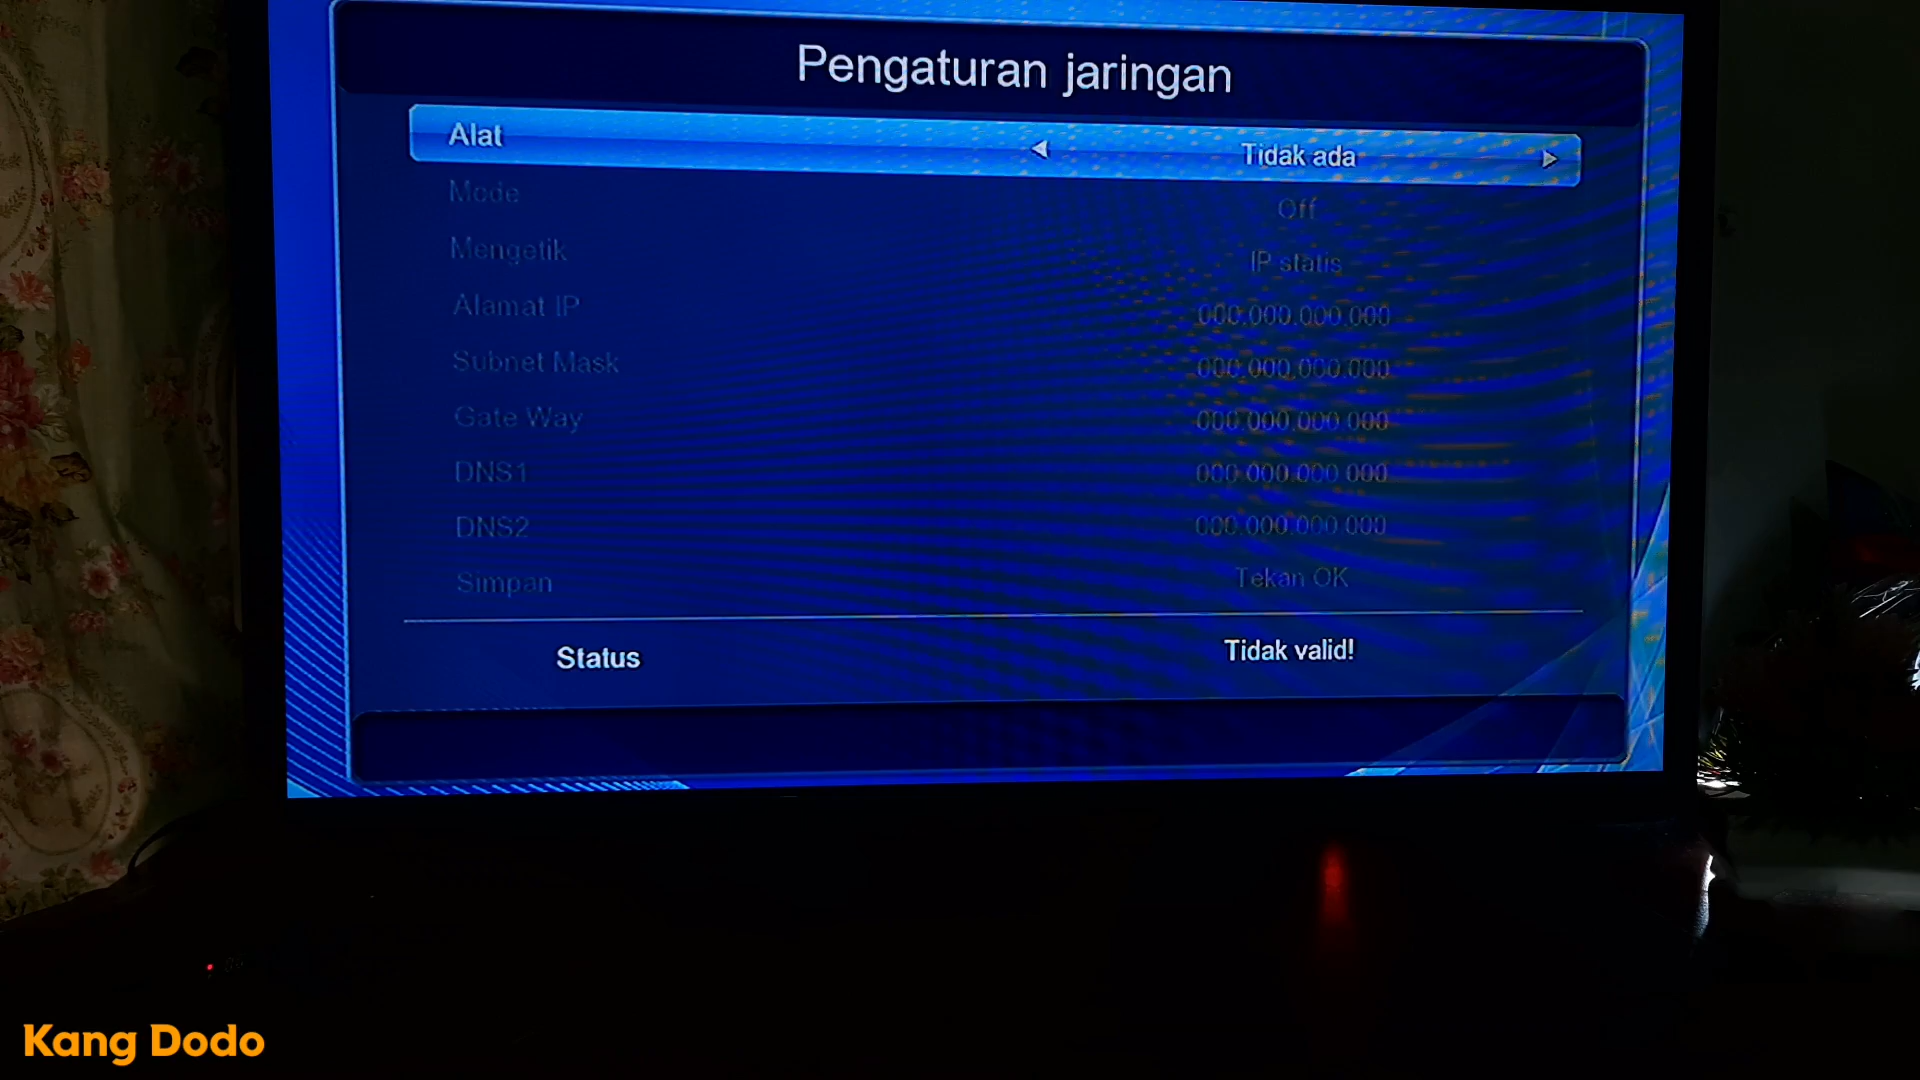 Pengaturan jaringan
Alat Tidak ada
Mode Off
Mengetik IP statis
Alamat IP 000.000.000.000
Subnet Mask 000.000.000.000
Gate Way 000.000.000.000
DNS1 000.000.000.000
DNS2 000.000.000.000
Simpan Tekan OK
Status Tidak valid!
Kang Dodo